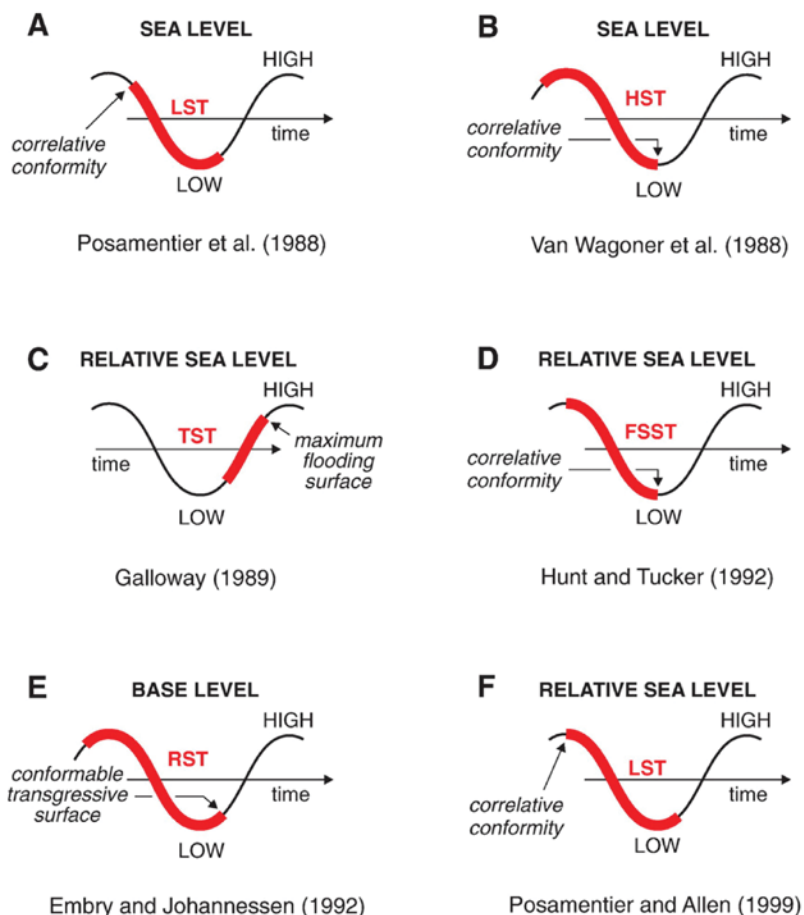 A
SEA LEVEL
HIGH
LST
correlative
conformity
time
LOW
Posamentier et al. (1988)
B
SEA LEVEL
HIGH
HST
correlative
conformity
time
LOW
Van Wagoner et al. (1988)
C
RELATIVE SEA LEVEL
HIGH
TST
time
maximum
flooding
surface
LOW
Galloway (1989)
D
RELATIVE SEA LEVEL
HIGH
FSST
correlative
conformity
time
LOW
Hunt and Tucker (1992)
E
BASE LEVEL
HIGH
RST
conformable
transgressive
surface
time
LOW
Embry and Johannessen (1992)
F
RELATIVE SEA LEVEL
HIGH
LST
time
correlative
conformity
LOW
Posamentier and Allen (1999)